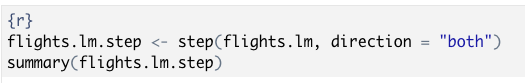 {r}
flights.lm.step <- step(flights.lm, direction = "both")
summary(flights.lm.step)